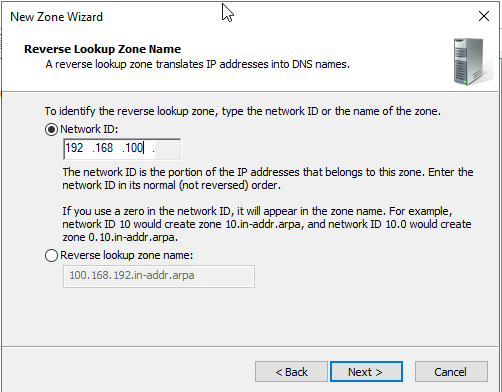 New Zone Wizard
Reverse Lookup Zone Name
A reverse lookup zone translates IP addresses into DNS names.
To identify the reverse lookup zone, type the network ID or the name of the zone.
Network ID:
192 .168 .100 .
The network ID is the portion of the IP addresses that belongs to this zone. Enter the
network ID in its normal (not reversed) order.
If you use a zero in the network ID, it will appear in the zone name. For example,
network ID 10 would create zone 10.in-addr.arpa, and network ID 10.0 would create
zone 0.10.in-addr.arpa.
Reverse lookup zone name:
100.168.192.in-addr.arpa
< Back Next > Cancel